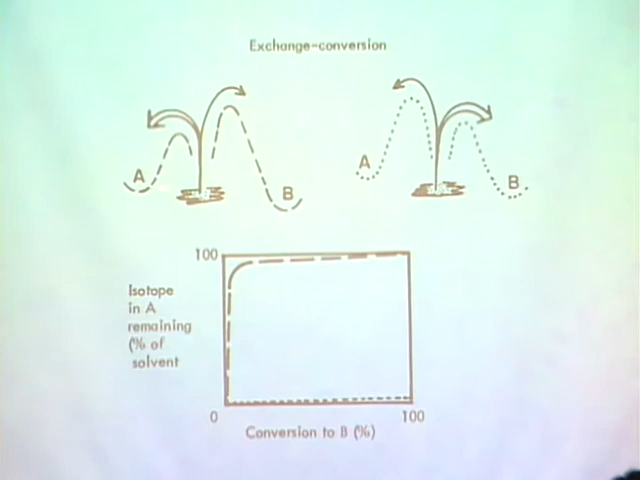 Exchange-conversion
A
B
A
B
100
Isotope
in A
remaining
(% of
solvent
0
100
Conversion to B (%)